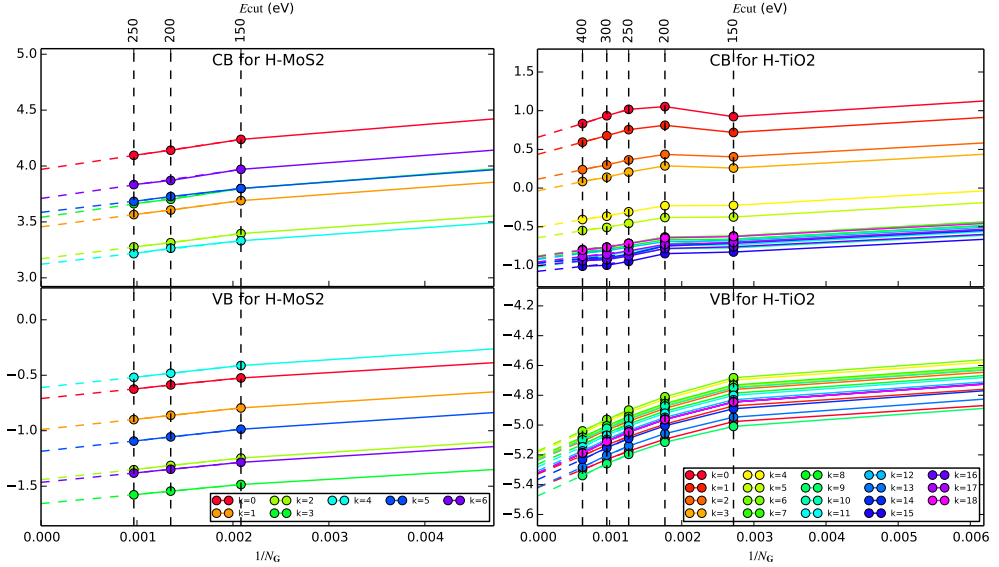 Ecut (eV)
250
200
150
CB for H-MoS2
5.0
4.5
4.0
3.5
3.0
VB for H-MoS2
0.0
−0.5
−1.0
−1.5
k=0
k=1
k=2
k=3
k=4
k=5
k=6
0.000
0.001
0.002
0.003
0.004
1/N_G
Ecut (eV)
400
300
250
200
150
CB for H-TiO2
1.5
1.0
0.5
0.0
−0.5
−1.0
VB for H-TiO2
−4.2
−4.4
−4.6
−4.8
−5.0
−5.2
−5.4
−5.6
k=0
k=1
k=2
k=3
k=4
k=5
k=6
k=7
k=8
k=9
k=10
k=11
k=12
k=13
k=14
k=15
k=16
k=17
k=18
0.000
0.001
0.002
0.003
0.004
0.005
0.006
1/N_G